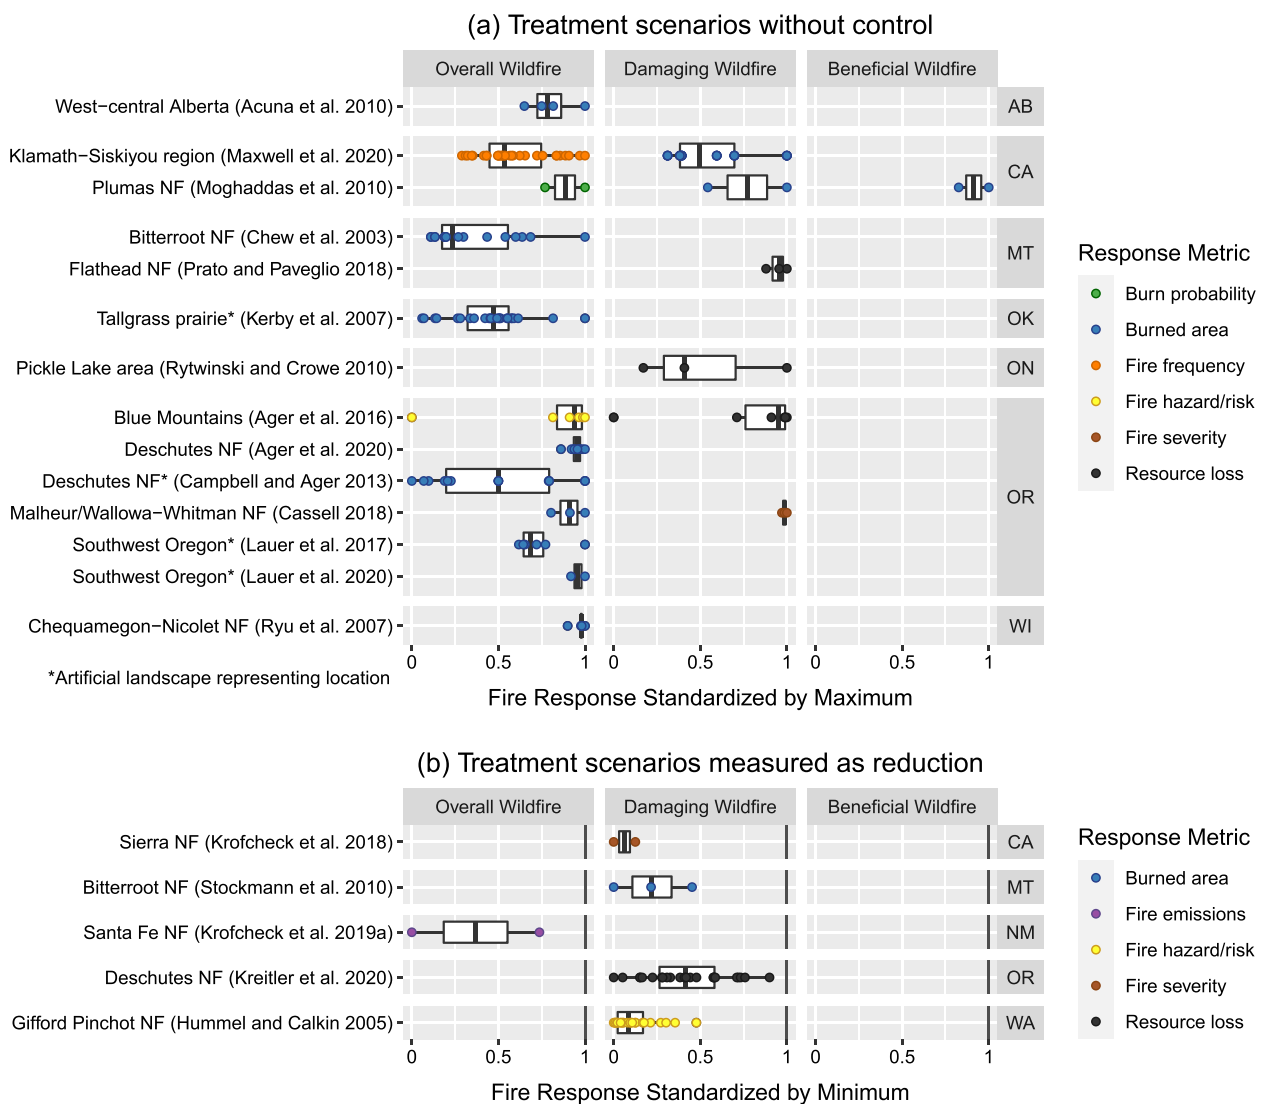 (a) Treatment scenarios without control
Overall Wildfire
Damaging Wildfire
Beneficial Wildfire
West−central Alberta (Acuna et al. 2010)
AB
Klamath−Siskiyou region (Maxwell et al. 2020)
Plumas NF (Moghaddas et al. 2010)
CA
Bitterroot NF (Chew et al. 2003)
Flathead NF (Prato and Paveglio 2018)
MT
Tallgrass prairie* (Kerby et al. 2007)
OK
Pickle Lake area (Rytwinski and Crowe 2010)
ON
Blue Mountains (Ager et al. 2016)
Deschutes NF (Ager et al. 2020)
Deschutes NF* (Campbell and Ager 2013)
Malheur/Wallowa−Whitman NF (Cassell 2018)
Southwest Oregon* (Lauer et al. 2017)
Southwest Oregon* (Lauer et al. 2020)
OR
Chequamegon−Nicolet NF (Ryu et al. 2007)
WI
0 0.5 1 0 0.5 1 0 0.5 1
*Artificial landscape representing location
Fire Response Standardized by Maximum
Response Metric
Burn probability
Burned area
Fire frequency
Fire hazard/risk
Fire severity
Resource loss
(b) Treatment scenarios measured as reduction
Overall Wildfire
Damaging Wildfire
Beneficial Wildfire
Sierra NF (Krofcheck et al. 2018)
CA
Bitterroot NF (Stockmann et al. 2010)
MT
Santa Fe NF (Krofcheck et al. 2019a)
NM
Deschutes NF (Kreitler et al. 2020)
OR
Gifford Pinchot NF (Hummel and Calkin 2005)
WA
0 0.5 1 0 0.5 1 0 0.5 1
Fire Response Standardized by Minimum
Response Metric
Burned area
Fire emissions
Fire hazard/risk
Fire severity
Resource loss